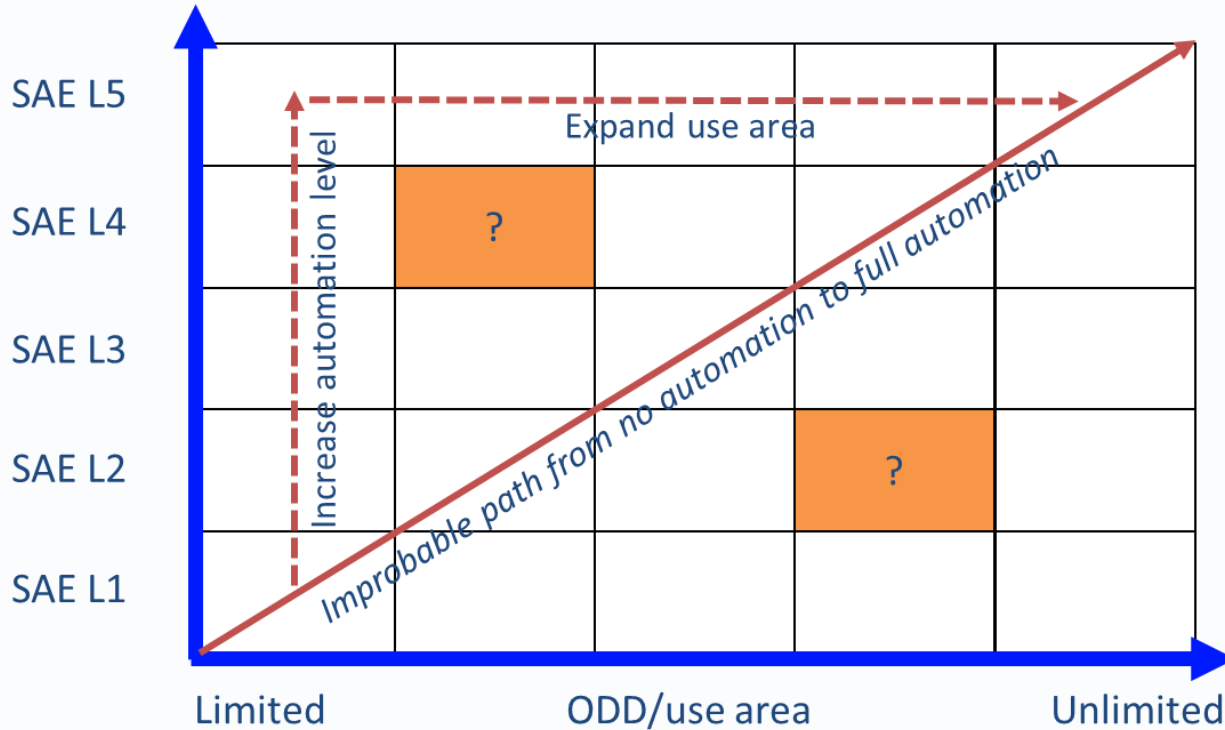 SAE L5
Expand use area
Increase automation level
SAE L4
?
Improbable path from no automation to full automation
SAE L3
SAE L2
?
SAE L1
Limited
ODD/use area
Unlimited